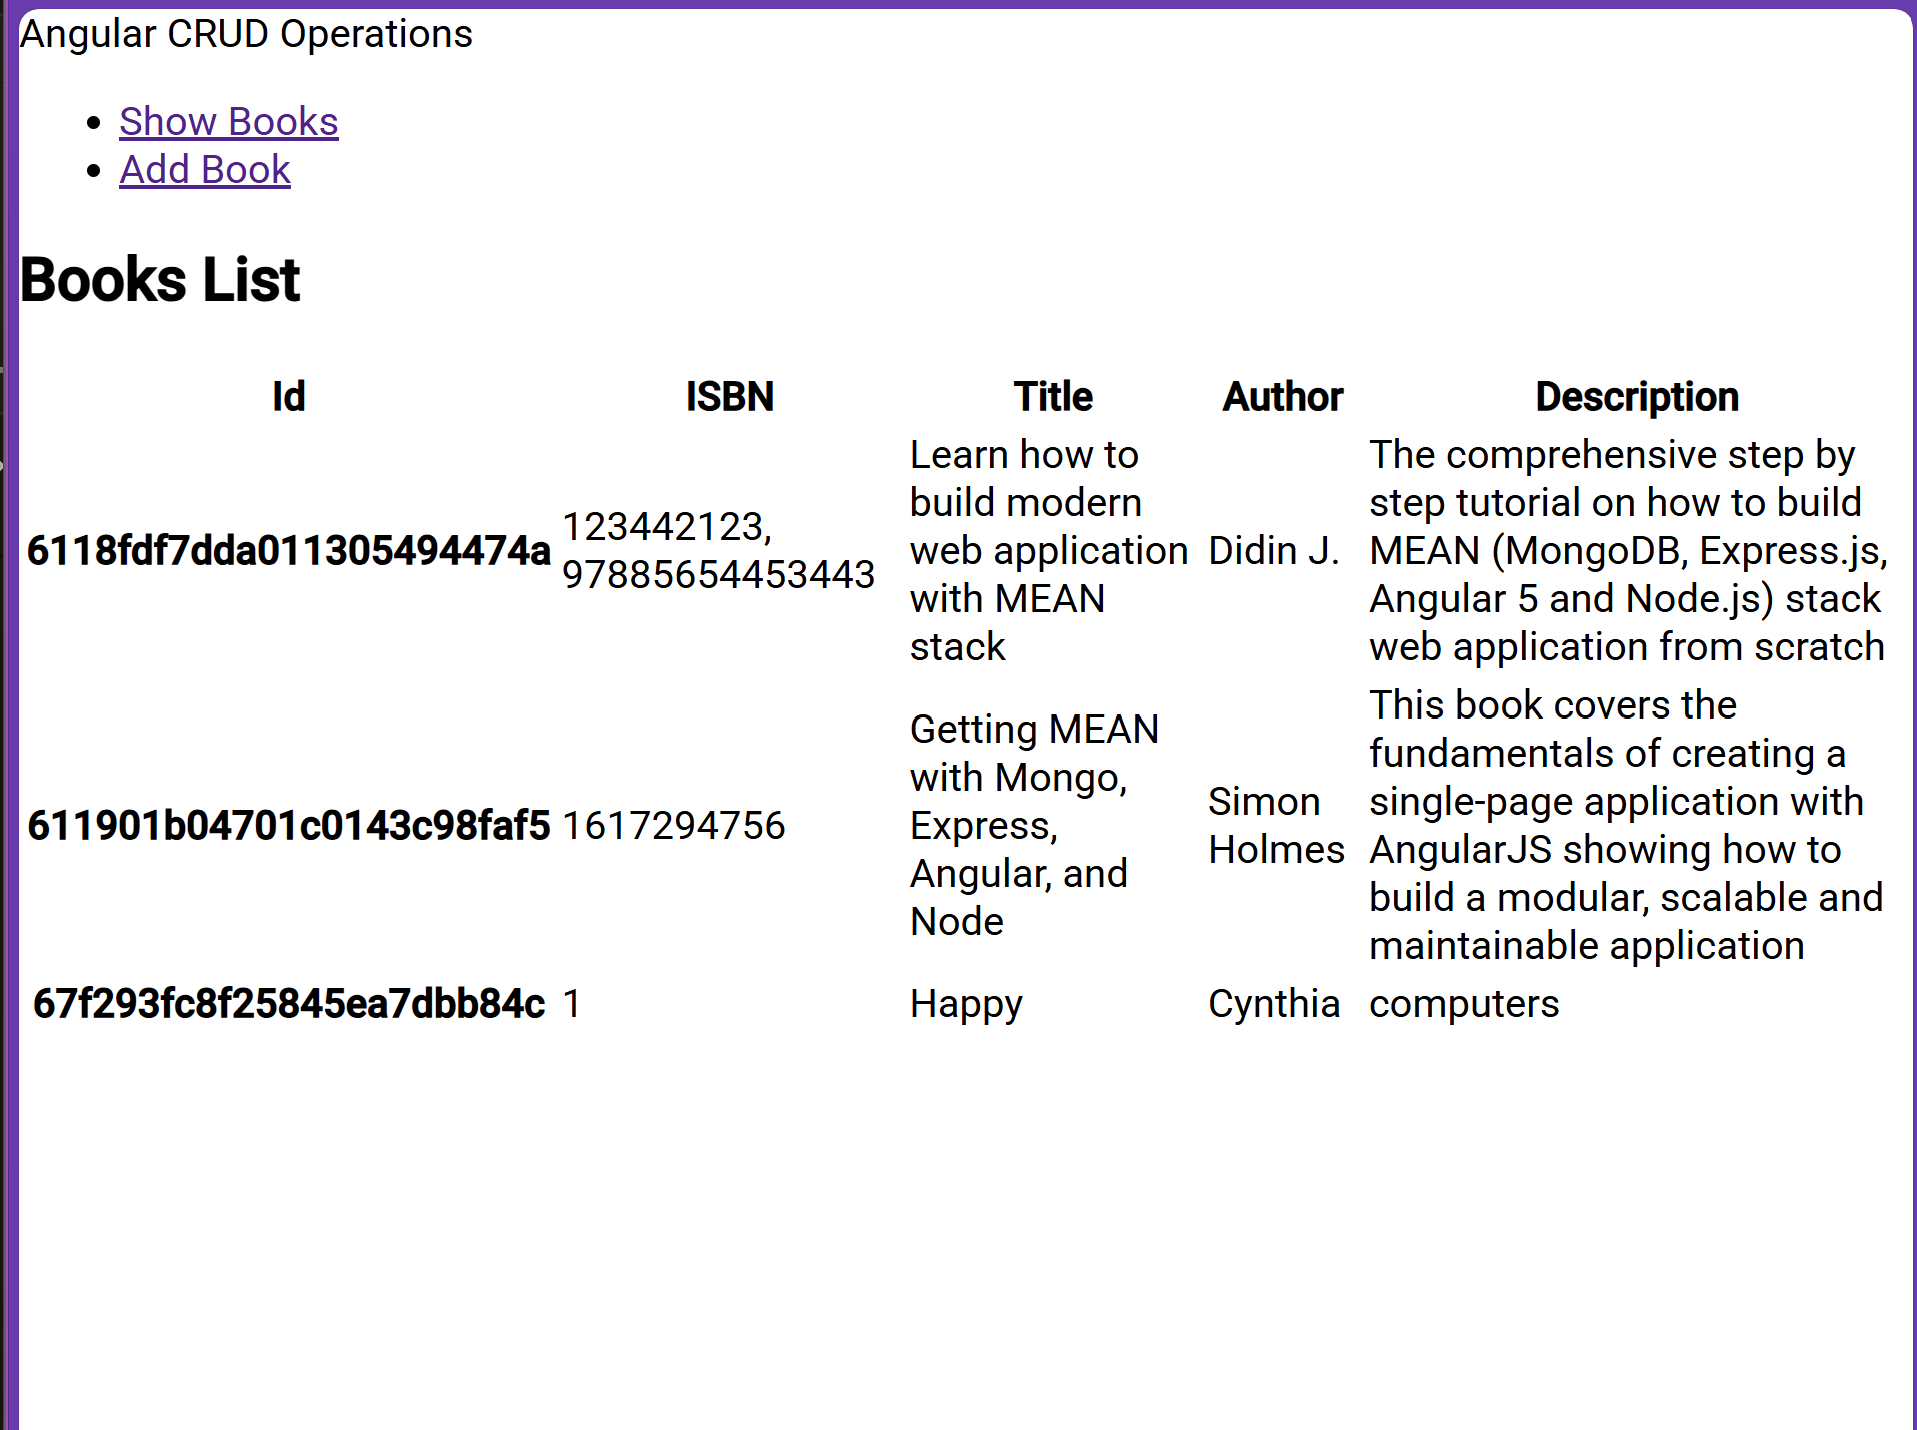 Angular CRUD Operations
Show Books
Add Book
Books List
Id ISBN Title Author Description
6118fdf7dda011305494474a
123442123,
97885654453443
Learn how to
build modern
web application
with MEAN
stack
Didin J.
The comprehensive step by
step tutorial on how to build
MEAN (MongoDB, Express.js,
Angular 5 and Node.js) stack
web application from scratch
611901b04701c0143c98faf5
1617294756
Getting MEAN
with Mongo,
Express,
Angular, and
Node
Simon
Holmes
This book covers the
fundamentals of creating a
single-page application with
AngularJS showing how to
build a modular, scalable and
maintainable application
67f293fc8f25845ea7dbb84c 1 Happy Cynthia computers